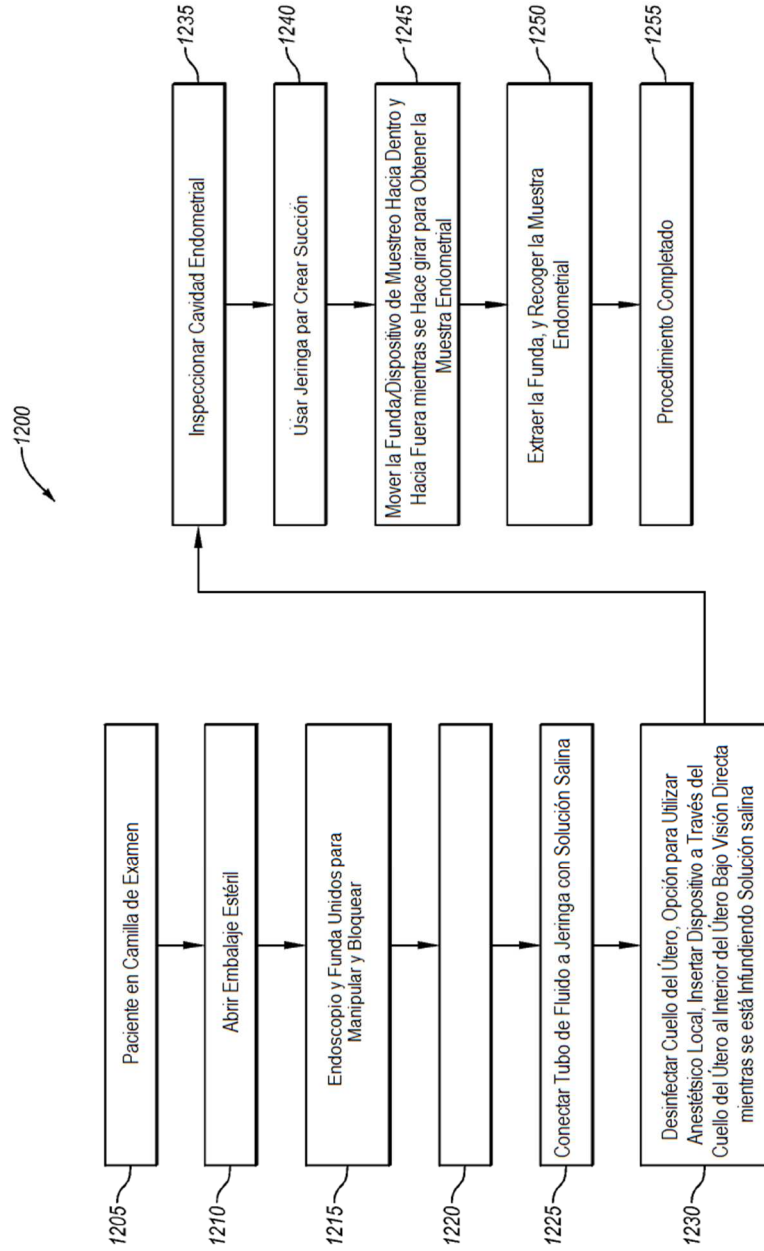 1200
1205
Paciente en Camilla de Examen
1210
Abrir Embalaje Estéril
1215
Endoscopio y Funda Unidos para
Manipular y Bloquear
1220
1225
Conectar Tubo de Fluido a Jeringa con Solución Salina
1230
Desinfectar Cuello del Útero, Opción para Utilizar
Anestétsico Local, Insertar Dispositivo a Través del
Cuello del Útero al Interior del Útero Bajo Visión Directa
mientras se está Infundiendo Solución salina
1235
Inspeccionar Cavidad Endometrial
1240
Usar Jeringa par Crear Succión
1245
Mover la Funda/Dispositivo de Muestreo Hacia Dentro y
Hacia Fuera mientras se Hace girar para Obtener la
Muestra Endometrial
1250
Extraer la Funda, y Recoger la Muestra
Endometrial
1255
Procedimiento Completado